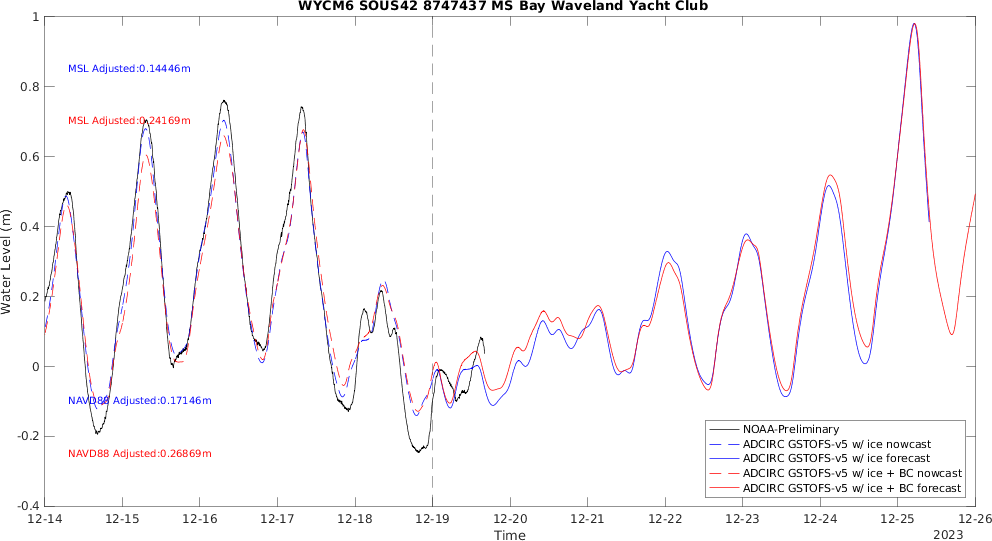 WYCM6 SOUS42 8747437 MS Bay Waveland Yacht Club
1
0.8
0.6
0.4
0.2
0
-0.2
-0.4
Water Level (m)
MSL Adjusted:0.14446m
MSL Adjusted:0.24169m
NAVD88 Adjusted:0.17146m
NAVD88 Adjusted:0.26869m
NOAA-Preliminary
ADCIRC GSTOFS-v5 w/ ice nowcast
ADCIRC GSTOFS-v5 w/ ice forecast
ADCIRC GSTOFS-v5 w/ ice + BC nowcast
ADCIRC GSTOFS-v5 w/ ice + BC forecast
12-14 12-15 12-16 12-17 12-18 12-19 12-20 12-21 12-22 12-23 12-24 12-25 12-26
Time
2023